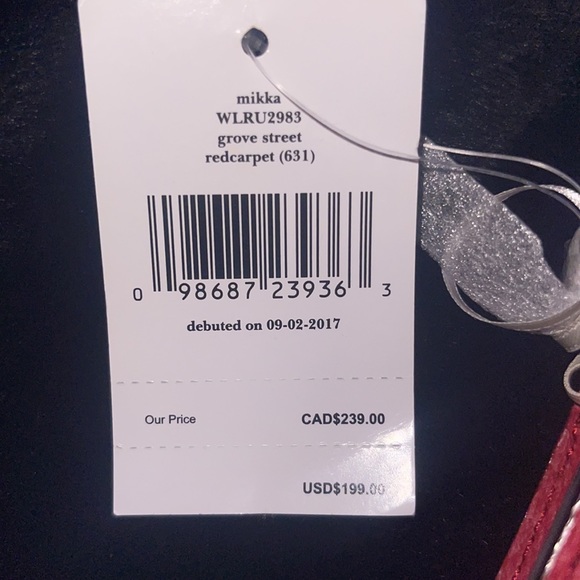 mikka
WLRU2983
grove street
redcarpet (631)
0 98687 23936 3
debuted on 09-02-2017
Our Price CAD$239.00
USD$199.00